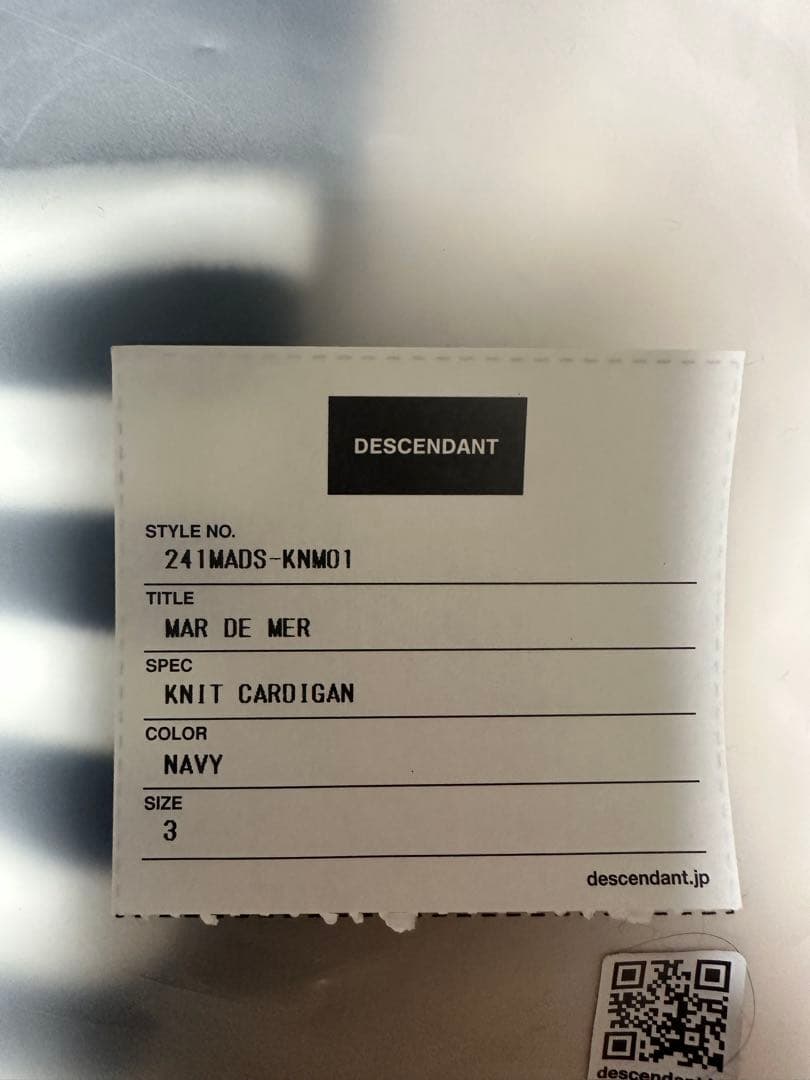 DESCENDANT
STYLE NO.
241MADS-KNM01
TITLE
MAR DE MER
SPEC
KNIT CARDIGAN
COLOR
NAVY
SIZE
3
descendant.jp